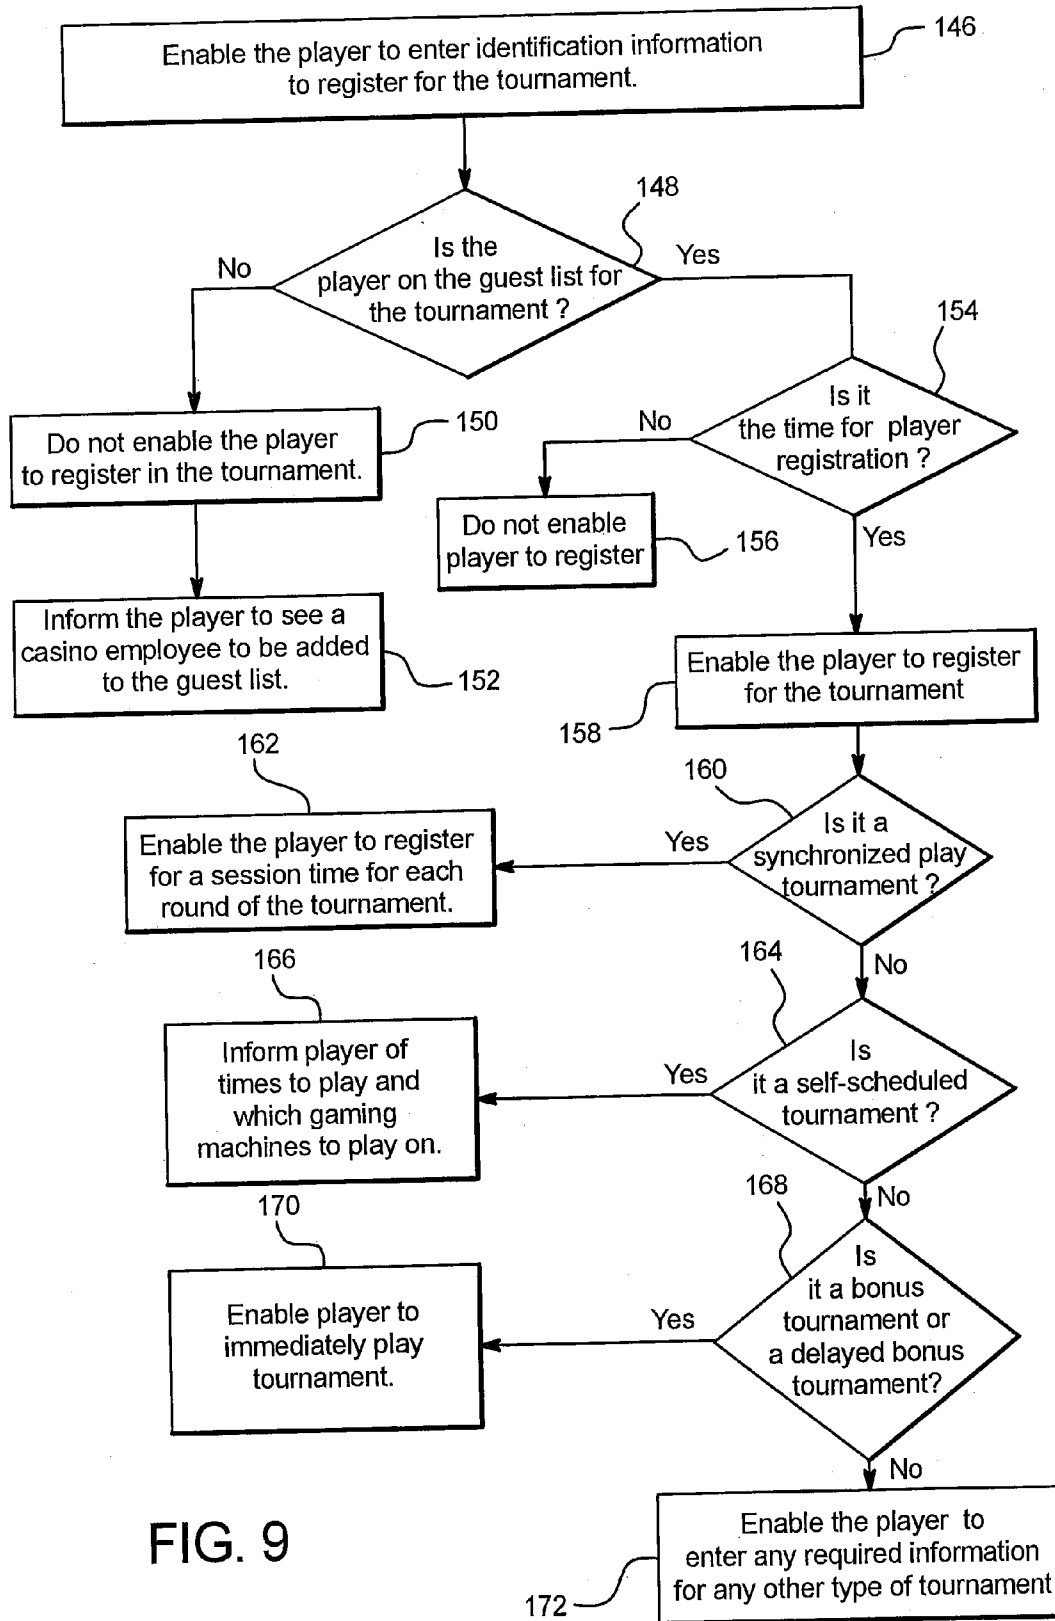 Enable the player to enter identification information
to register for the tournament.
146
148
Is the
player on the guest list for
the tournament ?
No
Yes
154
Is it
the time for player
registration ?
150
Do not enable the player
to register in the tournament.
No
Do not enable
player to register
156
Yes
Inform the player to see a
casino employee to be added
to the guest list.
152
Enable the player to register
for the tournament
158
162
160
Enable the player to register
for a session time for each
round of the tournament.
Yes
Is it a
synchronized play
tournament ?
166
164
No
Inform player of
times to play and
which gaming
machines to play on.
Yes
Is
it a self-scheduled
tournament ?
170
168
No
Enable player to
immediately play
tournament.
Yes
Is
it a bonus
tournament or
a delayed bonus
tournament?
No
FIG. 9
Enable the player to
enter any required information
for any other type of tournament
172